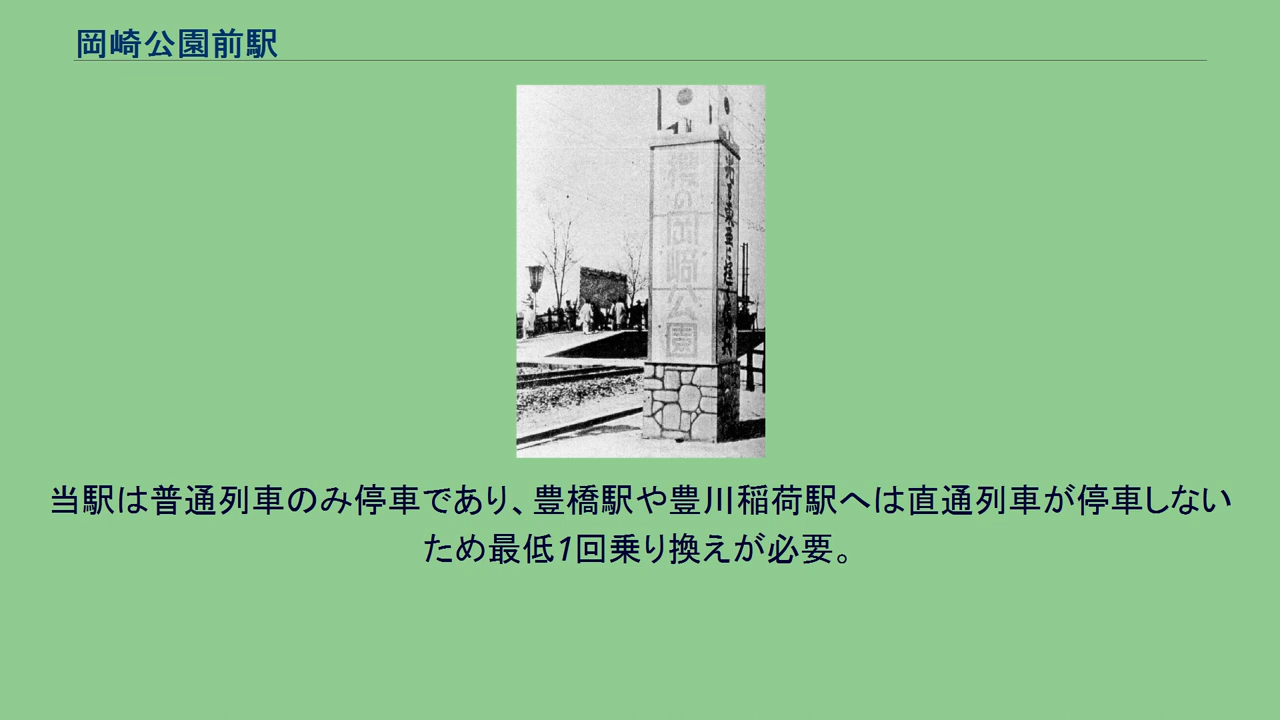 岡崎公園前駅
櫻の岡崎公園
当駅は普通列車のみ停車であり、豊橋駅や豊川稲荷駅へは直通列車が停車しない
ため最低1回乗り換えが必要。